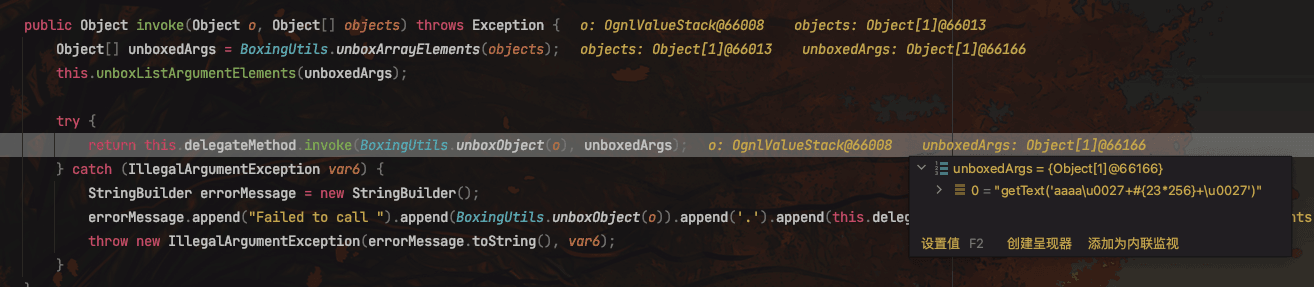 public Object invoke(Object o, Object[] objects) throws Exception {   o: OgnlValueStack@66008    objects: Object[1]@66013
Object[] unboxedArgs = BoxingUtils.unboxArrayElements(objects);   objects: Object[1]@66013    unboxedArgs: Object[1]@66166
this.unboxListArgumentElements(unboxedArgs);
try {
return this.delegateMethod.invoke(BoxingUtils.unboxObject(o), unboxedArgs);   o: OgnlValueStack@66008    unboxedArgs: Object[1]@66166
} catch (IllegalArgumentException var6) {
unboxedArgs = {Object[1]@66166}
StringBuilder errorMessage = new StringBuilder();
0 = "getText('aaaa\u0027+#{23*256}+\u0027')"
errorMessage.append("Failed to call ").append(BoxingUtils.unboxObject(o)).append('.').append(this.deleg
ents
throw new IllegalArgumentException(errorMessage.toString(), var6);
设置值 F2 创建呈现器 添加为内联监视
}